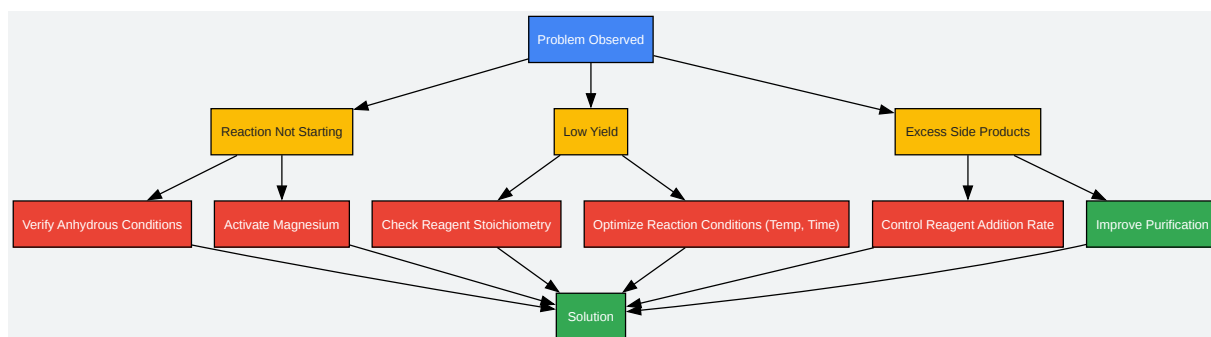 Problem Observed
Reaction Not Starting
Low Yield
Excess Side Products
Verify Anhydrous Conditions
Activate Magnesium
Check Reagent Stoichiometry
Optimize Reaction Conditions (Temp, Time)
Control Reagent Addition Rate
Improve Purification
Solution